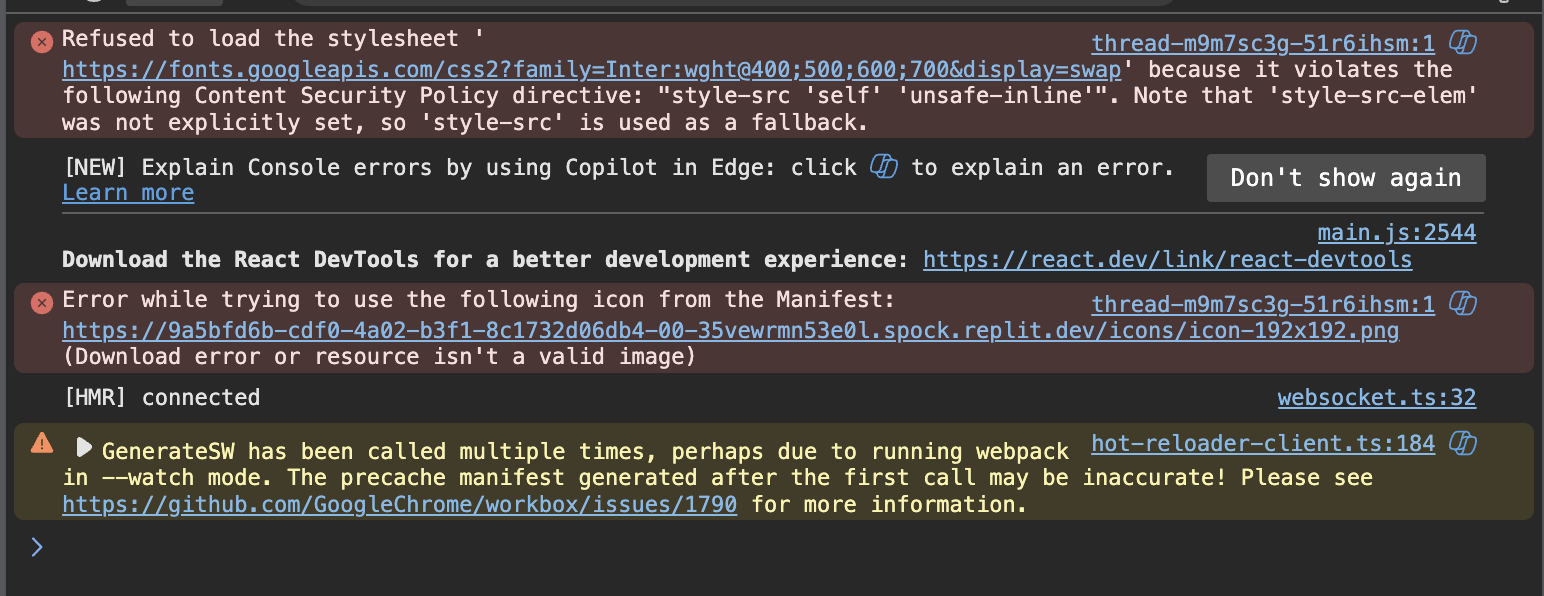 Refused to load the stylesheet ' thread-m9m7sc3g-51r6ihsm:1
https://fonts.googleapis.com/css2?family=Inter:wght@400;500;600;700&display=swap' because it violates the
following Content Security Policy directive: "style-src 'self' 'unsafe-inline'". Note that 'style-src-elem'
was not explicitly set, so 'style-src' is used as a fallback.
[NEW] Explain Console errors by using Copilot in Edge: click to explain an error.
Learn more
Don't show again
main.js:2544
Download the React DevTools for a better development experience: https://react.dev/link/react-devtools
Error while trying to use the following icon from the Manifest: thread-m9m7sc3g-51r6ihsm:1
https://9a5bfd6b-cdf0-4a02-b3f1-8c1732d06db4-00-35vewrmn53e0l.spock.replit.dev/icons/icon-192x192.png
(Download error or resource isn't a valid image)
[HMR] connected websocket.ts:32
GenerateSW has been called multiple times, perhaps due to running webpack hot-reloader-client.ts:184
in --watch mode. The precache manifest generated after the first call may be inaccurate! Please see
https://github.com/GoogleChrome/workbox/issues/1790 for more information.